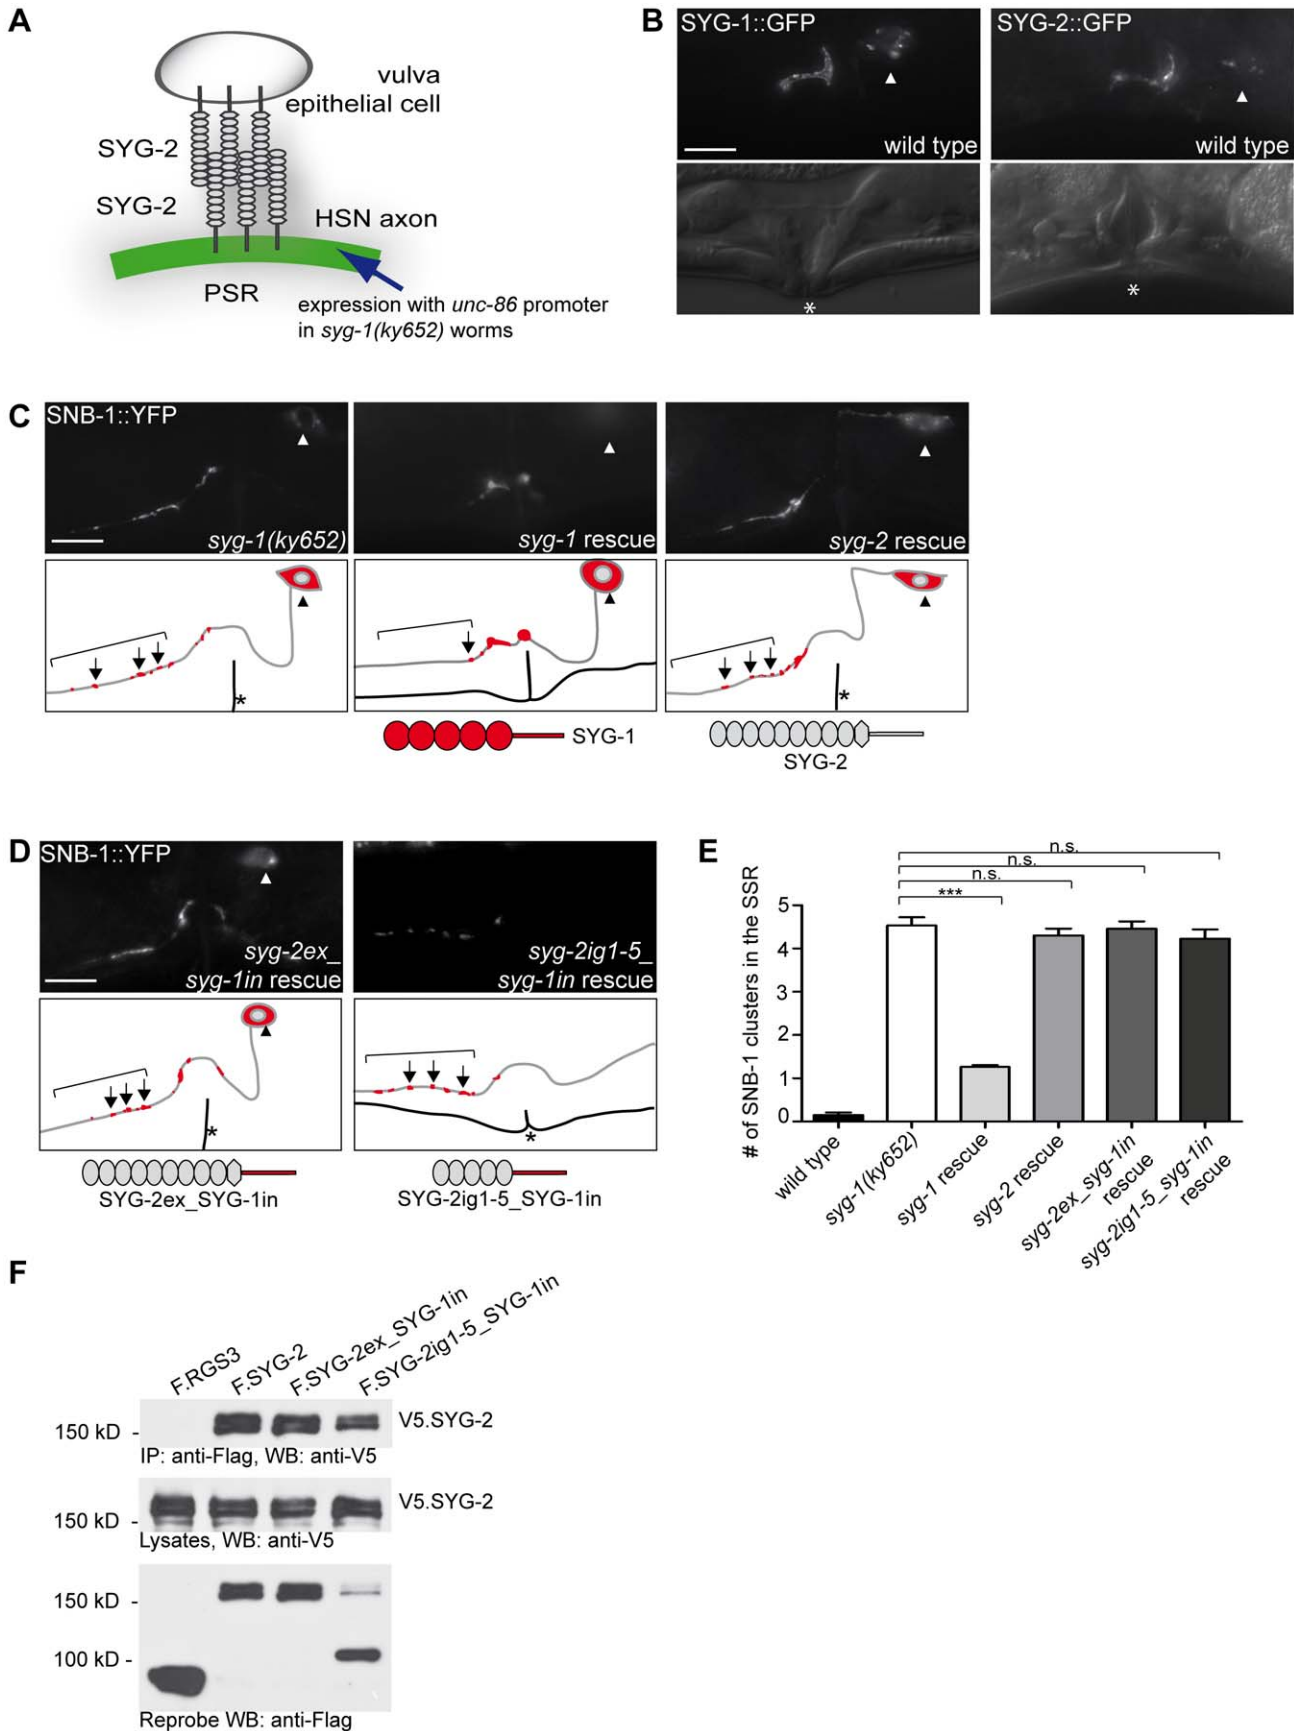 A
vulva
epithelial cell
SYG-2
SYG-2
HSN axon
PSR
expression with unc-86 promoter
in syg-1(ky652) worms
B
SYG-1::GFP
wild type
*
SYG-2::GFP
wild type
*
C
SNB-1::YFP
syg-1(ky652)
syg-1 rescue
syg-2 rescue
*
*
SYG-1
SYG-2
D
SNB-1::YFP
syg-2ex_
syg-1in rescue
syg-2ig1-5_
syg-1in rescue
*
*
SYG-2ex_SYG-1in
SYG-2ig1-5_SYG-1in
E
n.s.
n.s.
n.s.
***
# of SNB-1 clusters in the SSR
5
4
3
2
1
0
wild type
syg-1(ky652)
syg-1 rescue
syg-2 rescue
syg-2ex_syg-1in
rescue
syg-2ig1-5_syg-1in
rescue
F
F.RGS3
F.SYG-2
F.SYG-2ex_SYG-1in
F.SYG-2ig1-5_SYG-1in
150 kD -
V5.SYG-2
IP: anti-Flag, WB: anti-V5
150 kD -
V5.SYG-2
Lysates, WB: anti-V5
150 kD -
100 kD -
Reprobe WB: anti-Flag